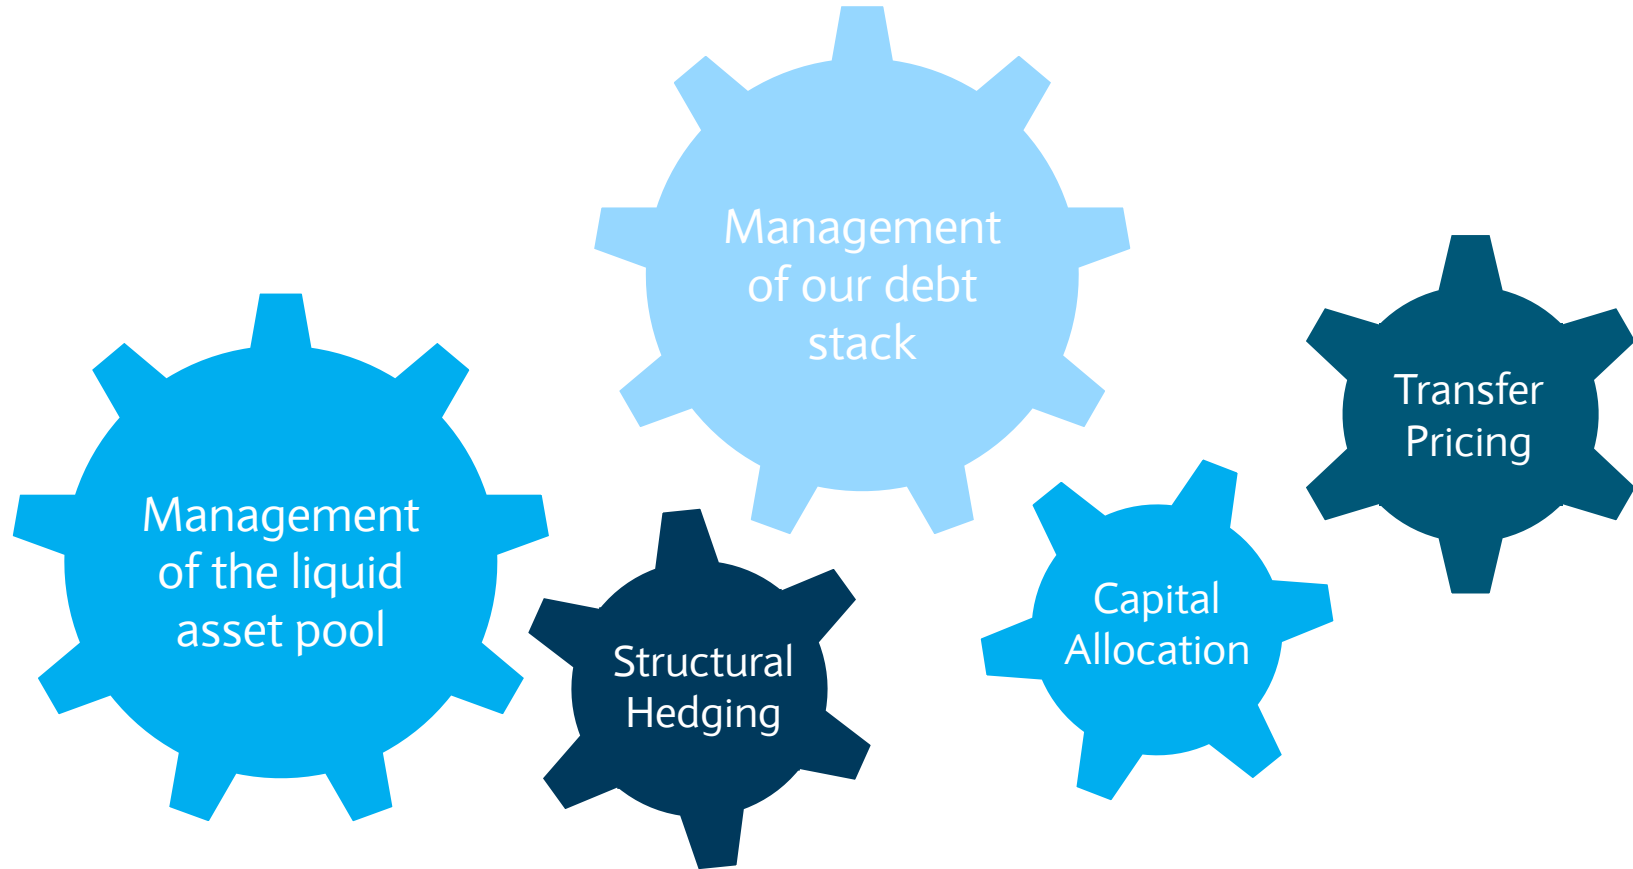 Management
of the liquid
asset pool
Management
of our debt
stack
Structural
Hedging
Capital
Allocation
Transfer
Pricing